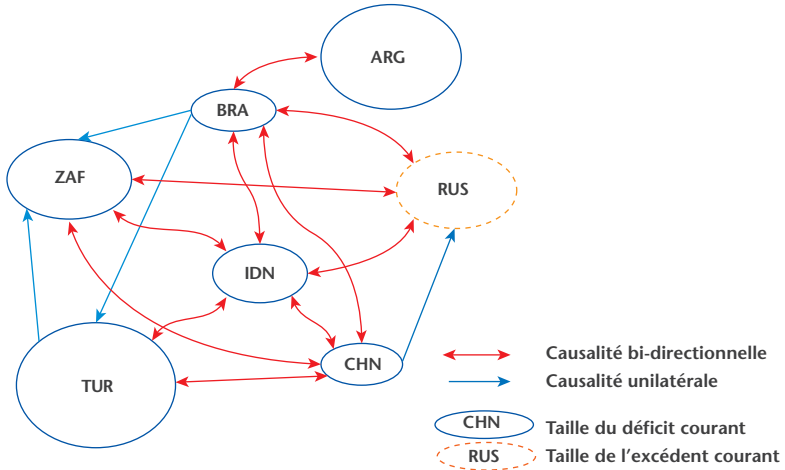 ARG
BRA
ZAF
RUS
IDN
CHN
TUR
Causalité bi-directionnelle
Causalité unilatérale
CHN Taille du déficit courant
RUS Taille de l'excédent courant